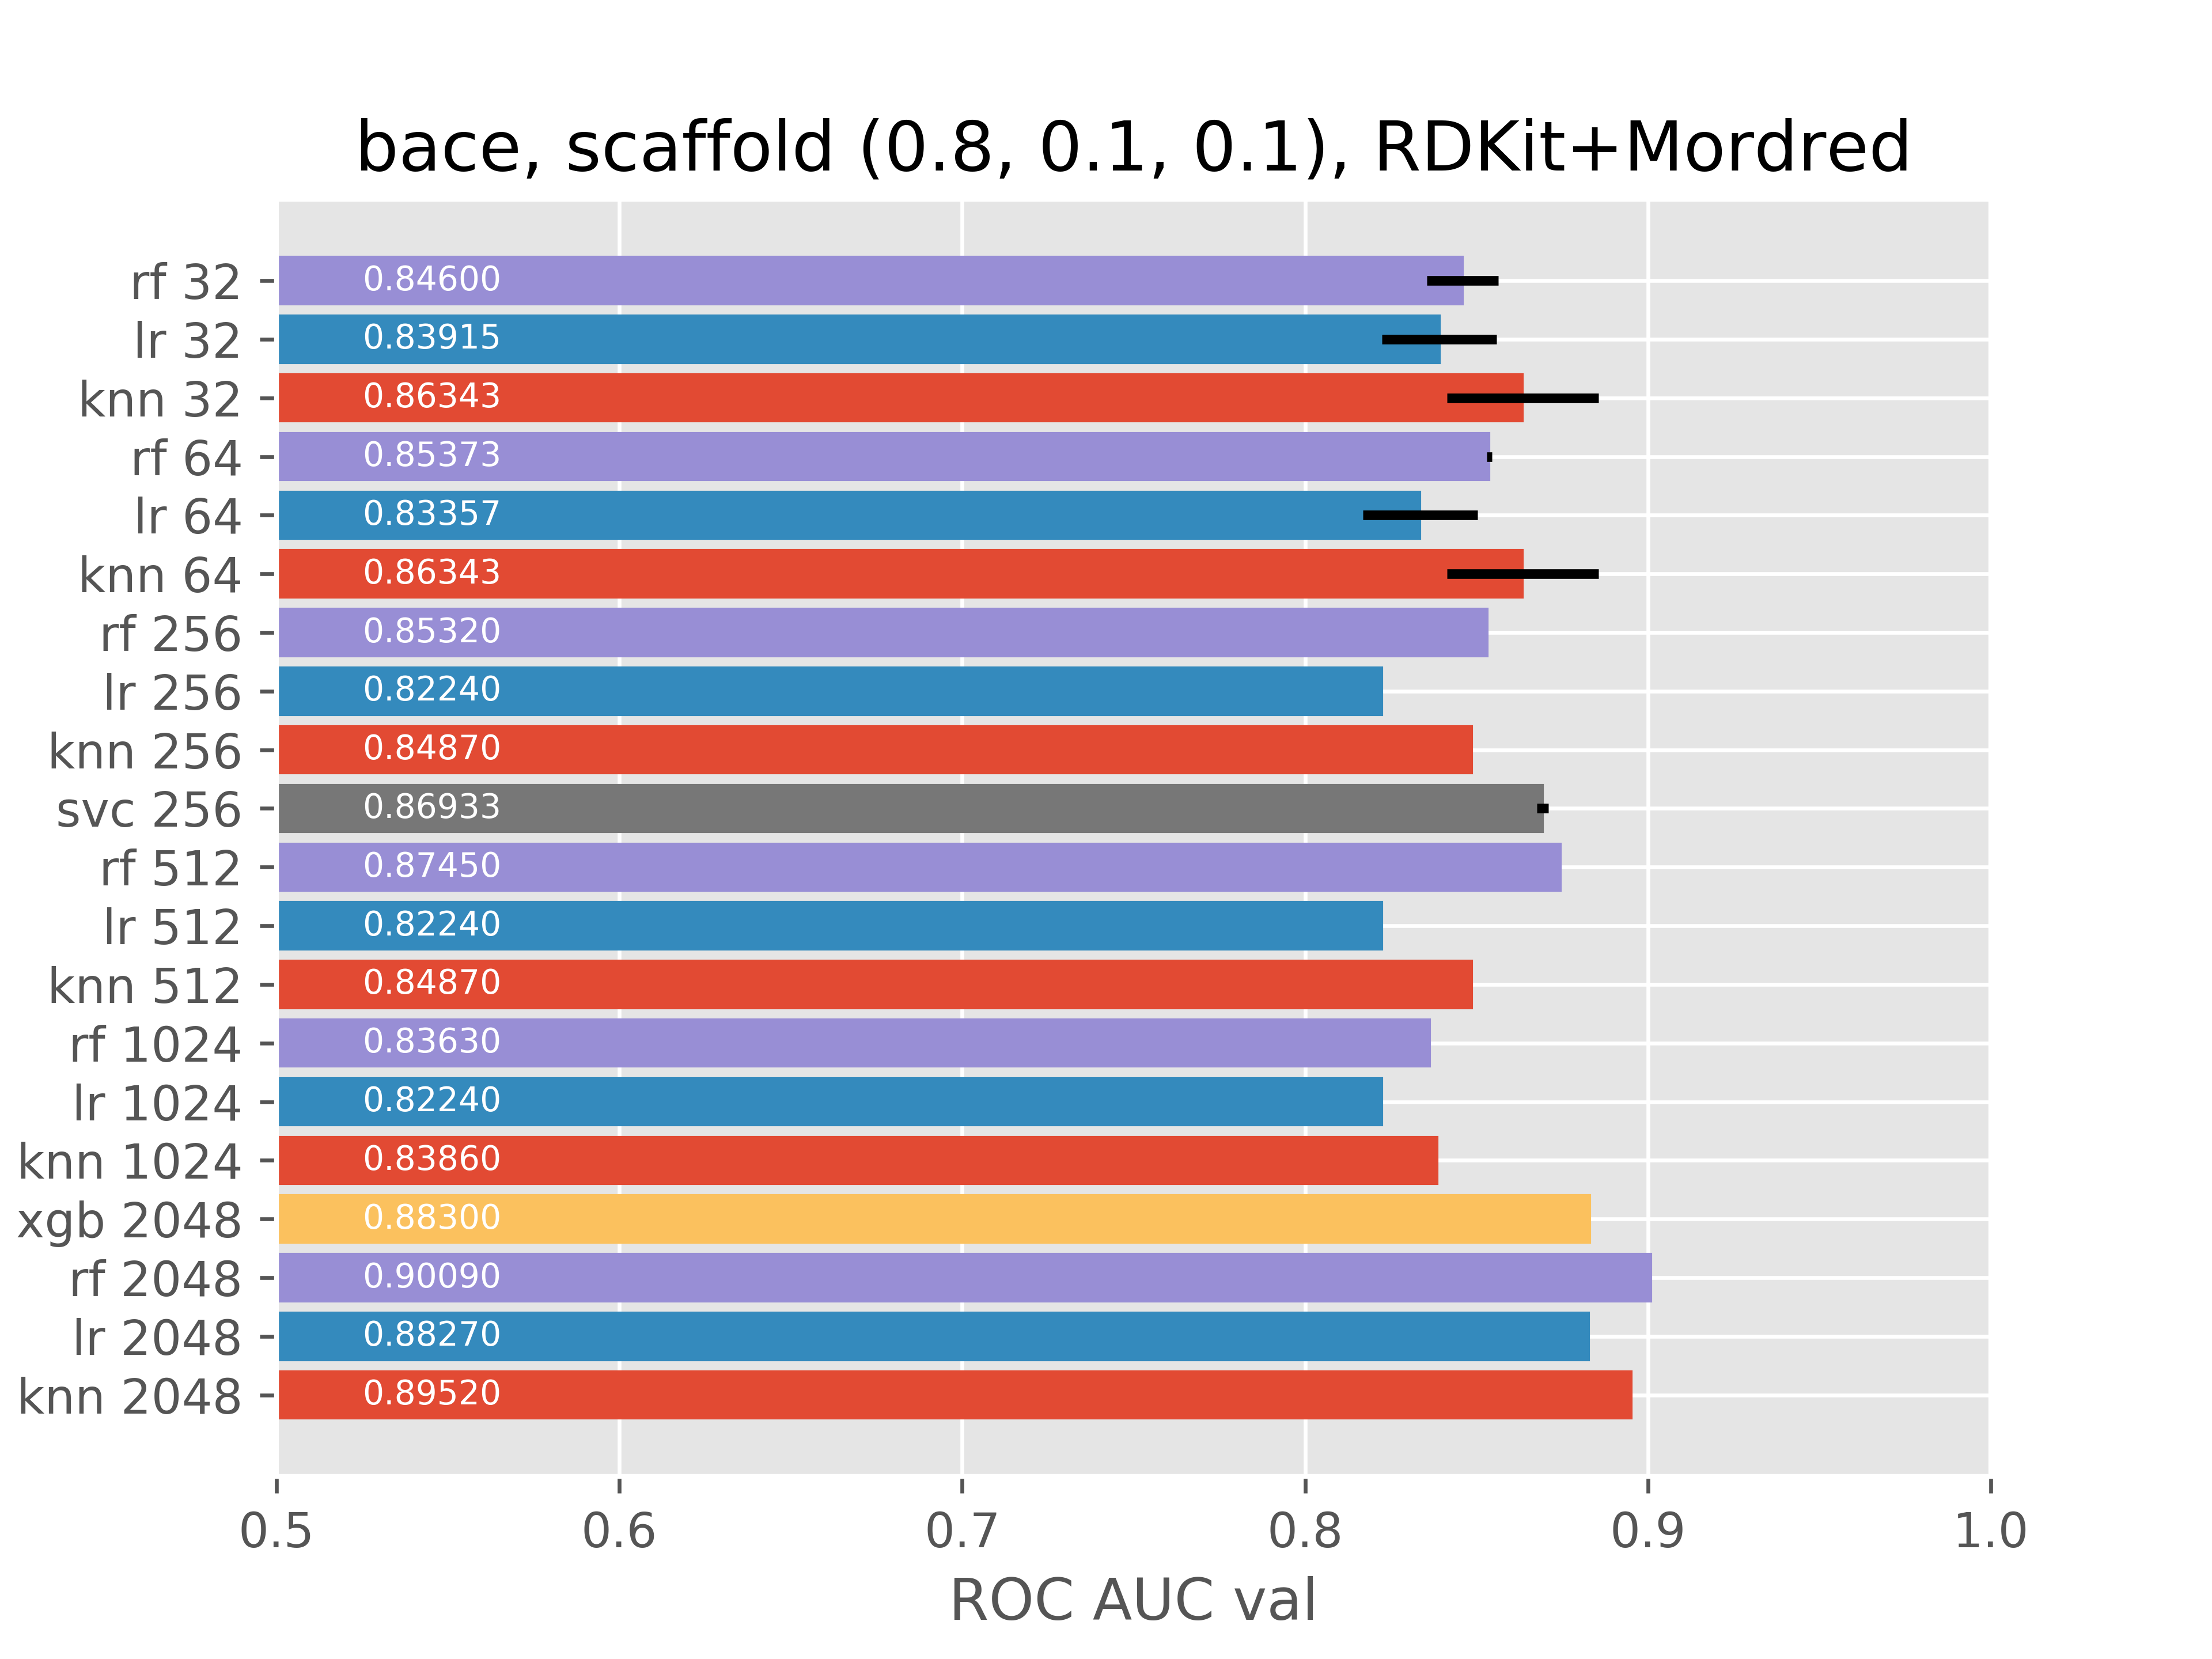 bace, scaffold (0.8, 0.1, 0.1), RDKit+Mordred
rf 32 0.84600
lr 32 0.83915
knn 32 0.86343
rf 64 0.85373
lr 64 0.83357
knn 64 0.86343
rf 256 0.85320
lr 256 0.82240
knn 256 0.84870
svc 256 0.86933
rf 512 0.87450
lr 512 0.82240
knn 512 0.84870
rf 1024 0.83630
lr 1024 0.82240
knn 1024 0.83860
xgb 2048 0.88300
rf 2048 0.90090
lr 2048 0.88270
knn 2048 0.89520
0.5 0.6 0.7 0.8 0.9 1.0
ROC AUC val